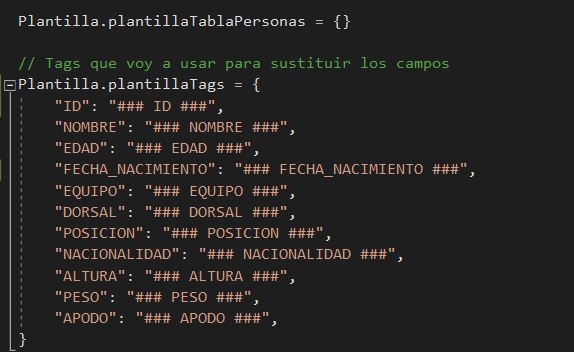 Plantilla.plantillaTablaPersonas = {}
// Tags que voy a usar para sustituir los campos
Plantilla.plantillaTags = {
"ID": "### ID ###",
"NOMBRE": "### NOMBRE ###",
"EDAD": "### EDAD ###",
"FECHA_NACIMIENTO": "### FECHA_NACIMIENTO ###",
"EQUIPO": "### EQUIPO ###",
"DORSAL": "### DORSAL ###",
"POSICION": "### POSICION ###",
"NACIONALIDAD": "### NACIONALIDAD ###",
"ALTURA": "### ALTURA ###",
"PESO": "### PESO ###",
"APODO": "### APODO ###",
}